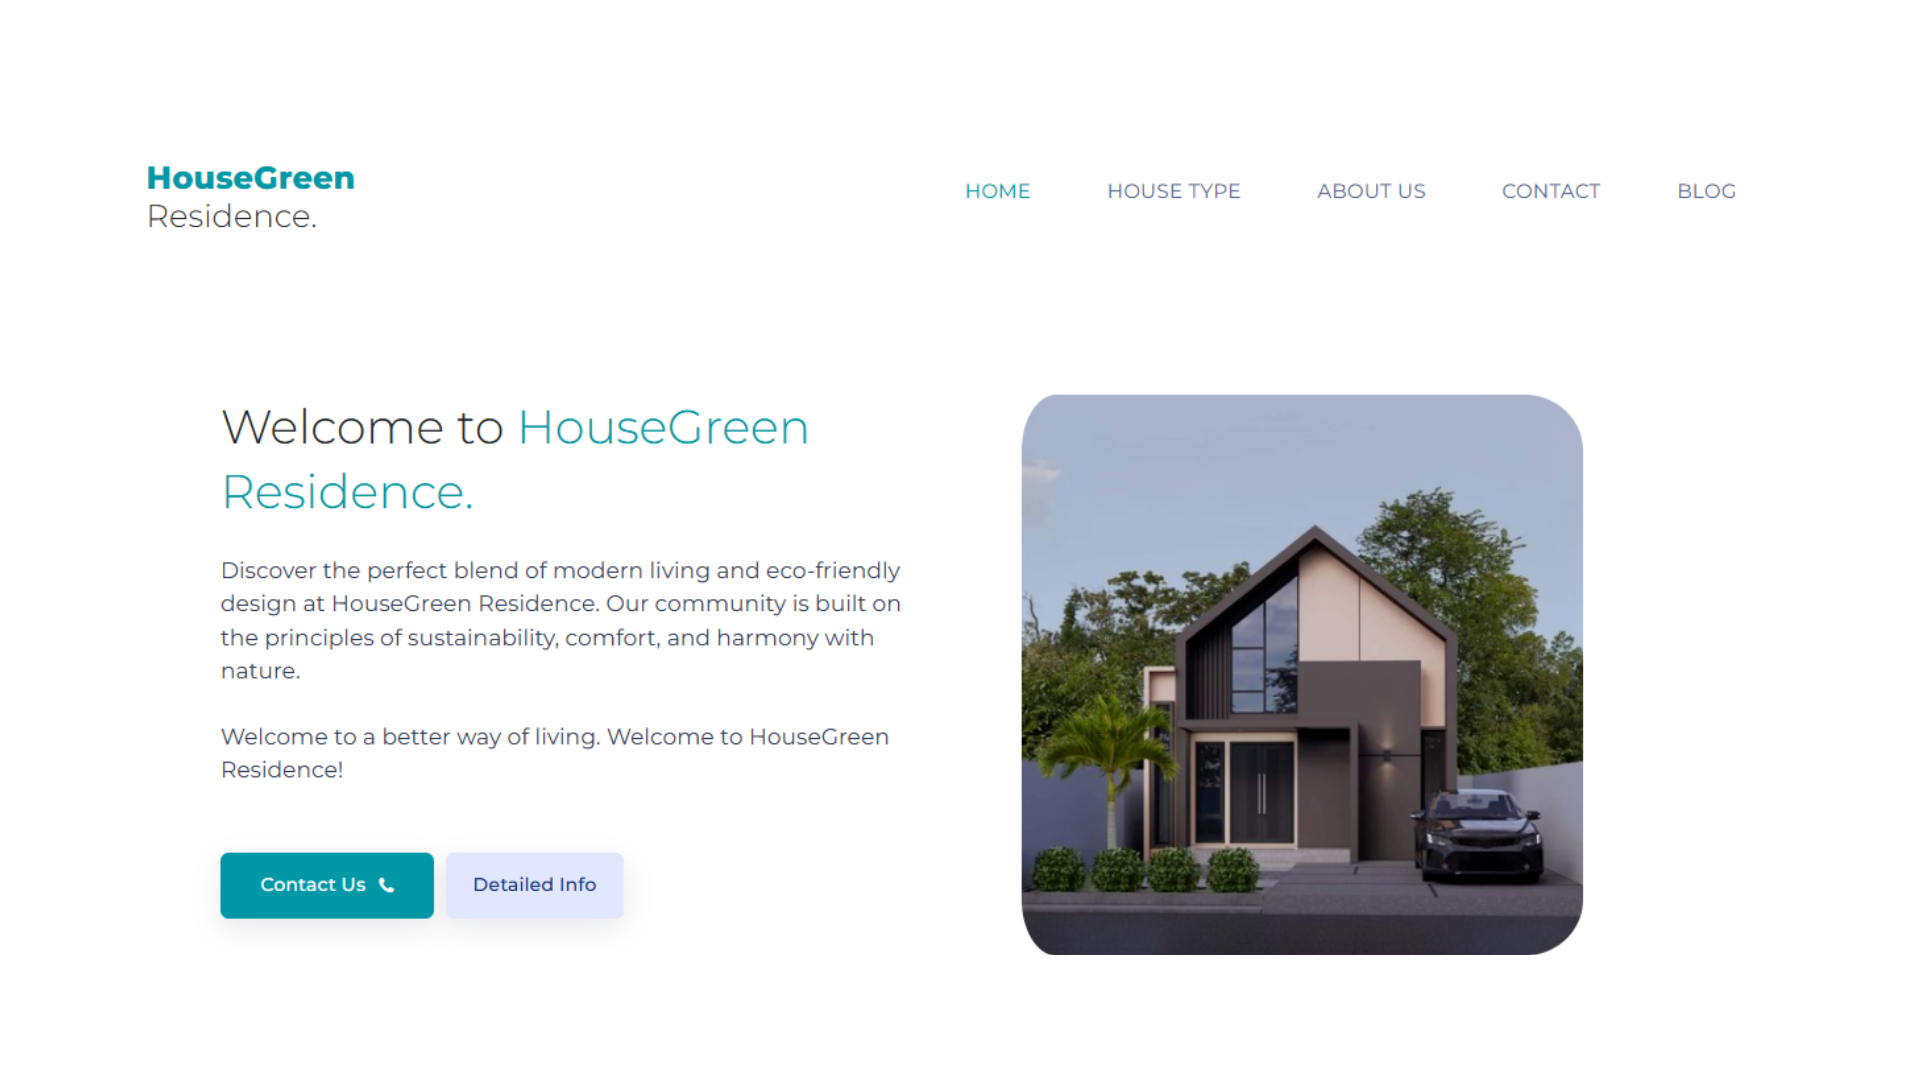 HouseGreen
Residence.
HOME
HOUSE TYPE
ABOUT US
CONTACT
BLOG
Welcome to HouseGreen
Residence.
Discover the perfect blend of modern living and eco-friendly
design at HouseGreen Residence. Our community is built on
the principles of sustainability, comfort, and harmony with
nature.
Welcome to a better way of living. Welcome to HouseGreen
Residence!
Contact Us
Detailed Info